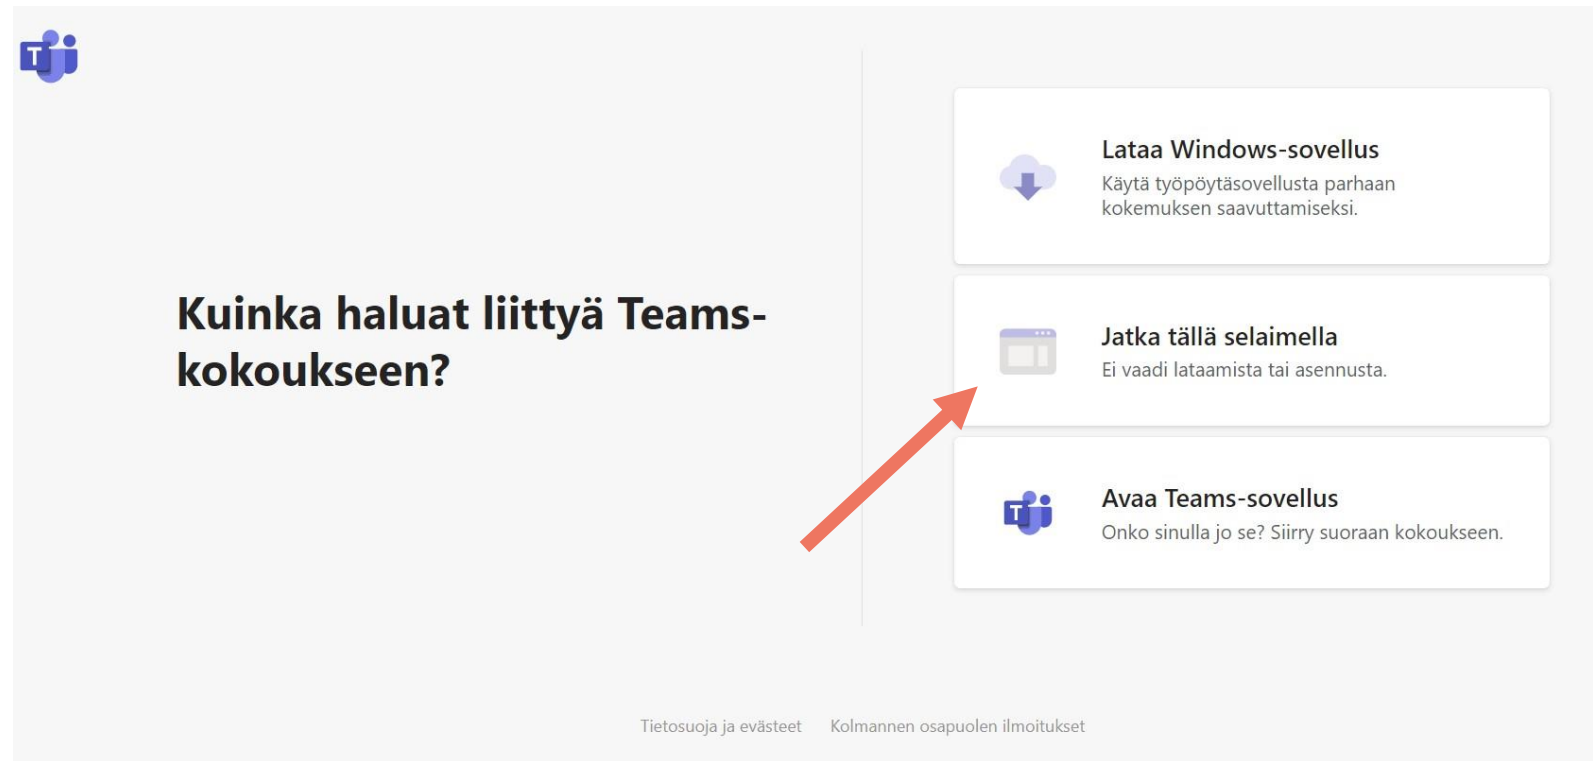 T
Kuinka haluat liittyä Teams-
kokoukseen?
Lataa Windows-sovellus
Käytä työpöytäsovellusta parhaan
kokemuksen saavuttamiseksi.
Jatka tällä selaimella
Ei vaadi lataamista tai asennusta.
T
Avaa Teams-sovellus
Onko sinulla jo se? Siirry suoraan kokoukseen.
Tietosuoja ja evästeet
Kolmannen osapuolen ilmoitukset